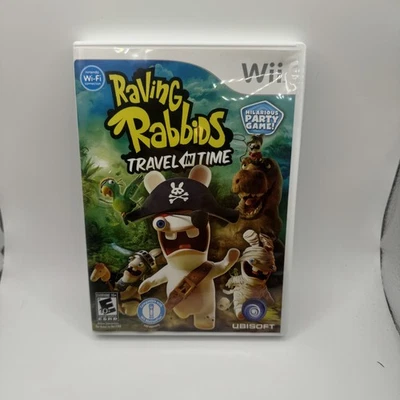 Wii
Wi-Fi
RAVING
RABBIDS
TRAVEL IN TIME
HILARIOUS
PARTY
GAME!
E
UBISOFT